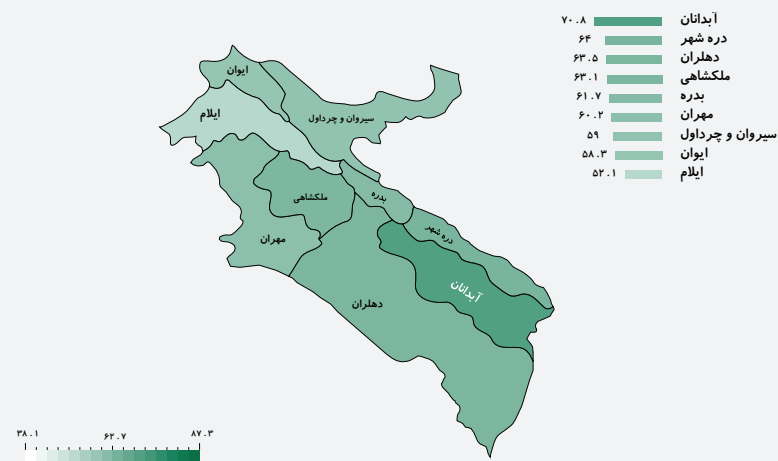 آبدانان ۷۰.۸
دره شهر ۶۴
دهلران ۶۳.۵
ملکشاهی ۶۳.۱
بدره ۶۱.۷
مهران ۶۰.۲
سیروان و چرداول ۵۹
ایوان ۵۸.۳
ایلام ۵۲.۱
ایوان
ایلام
سیروان و چرداول
ملکشاهی
بدره
مهران
دره شهر
آبدانان
دهلران
۳۸.۱ ۶۲.۷ ۸۷.۳